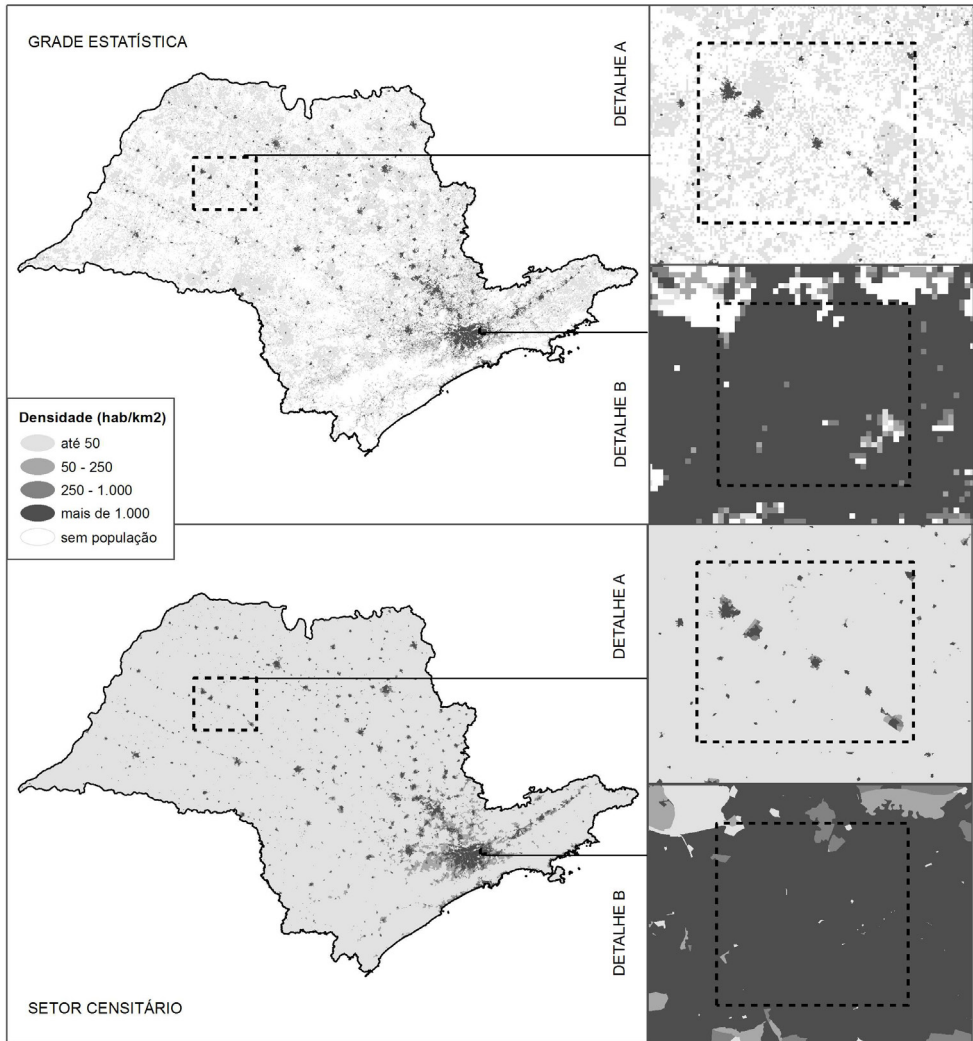 GRADE ESTATÍSTICA
DETALHE A
DETALHE B
Densidade (hab/km2)
até 50
50 - 250
250 - 1.000
mais de 1.000
sem população
DETALHE A
DETALHE B
SETOR CENSITÁRIO